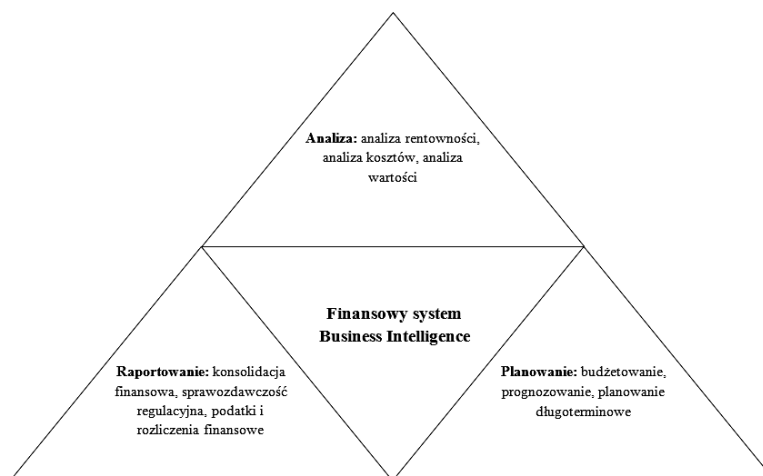 Analiza: analiza rentowności,
analiza kosztów, analiza
wartości
Finansowy system
Business Intelligence
Raportowanie: konsolidacja
finansowa, sprawozdawczość
regulacyjna, podatki i
rozliczenia finansowe
Planowanie: budżetowanie,
prognozowanie, planowanie
długoterminowe